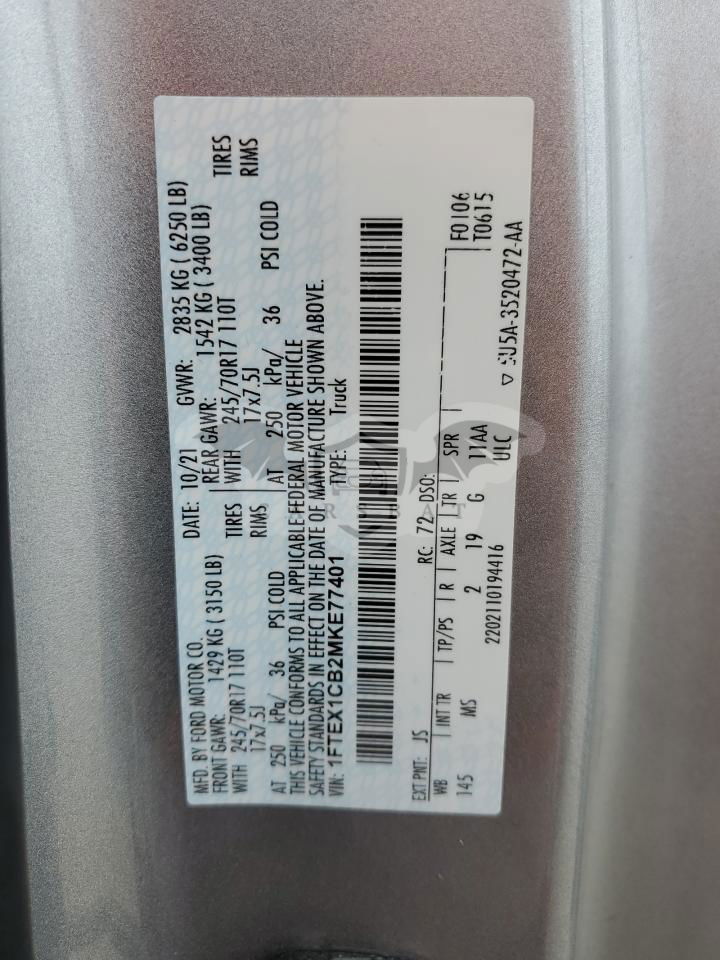 MFD. BY FORD MOTOR CO. DATE: 10/21 GVWR: 2835 KG ( 6250 LB)
FRONT GAWR: 1429 KG ( 3150 LB) REAR GAWR: 1542 KG ( 3400 LB)
WITH 245/70R17 110T TIRES WITH 245/70R17 110T TIRES
17x7.5J RIMS 17x7.5J RIMS
AT 250 kPa/ 36 PSI COLD AT 250 kPa/ 36 PSI COLD
THIS VEHICLE CONFORMS TO ALL APPLICABLE FEDERAL MOTOR VEHICLE
SAFETY STANDARDS IN EFFECT ON THE DATE OF MANUFACTURE SHOWN ABOVE.
VIN: 1FTEX1CB2MKE77401 TYPE: Truck
EXT PNT: JS RC: 72 DSO: F0106
WB INT TR TP/PS R AXLE TR SPR T0615
145 MS 2 19 G 11AA
2202110194416 ULC
5U5A-3520472-AA